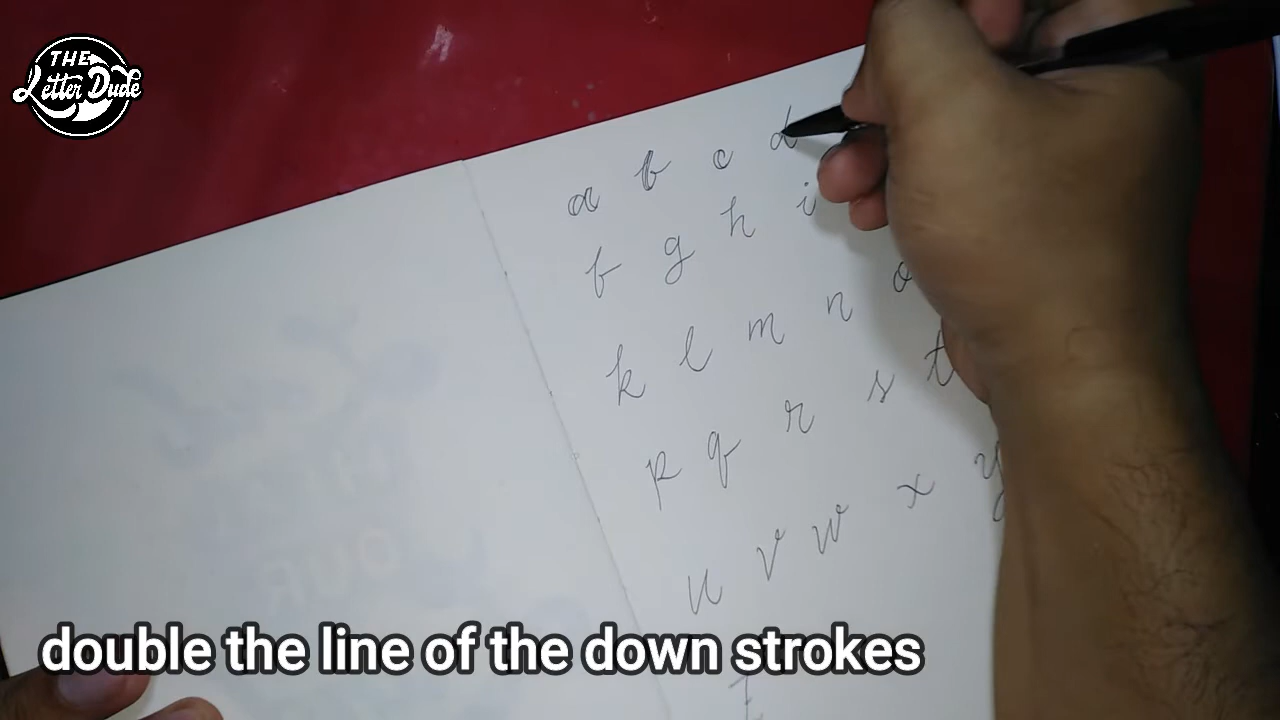 THE
Letter Dude
a b c d
f g h i
k l m n o
p q r s t
u v w x y
z
double the line of the down strokes